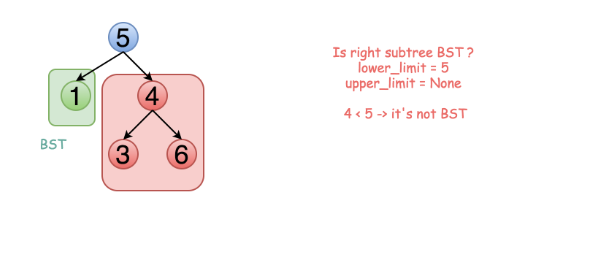 5
Is right subtree BST ?
lower_limit = 5
upper_limit = None
1
4
4 < 5 -> it's not BST
BST
3
6